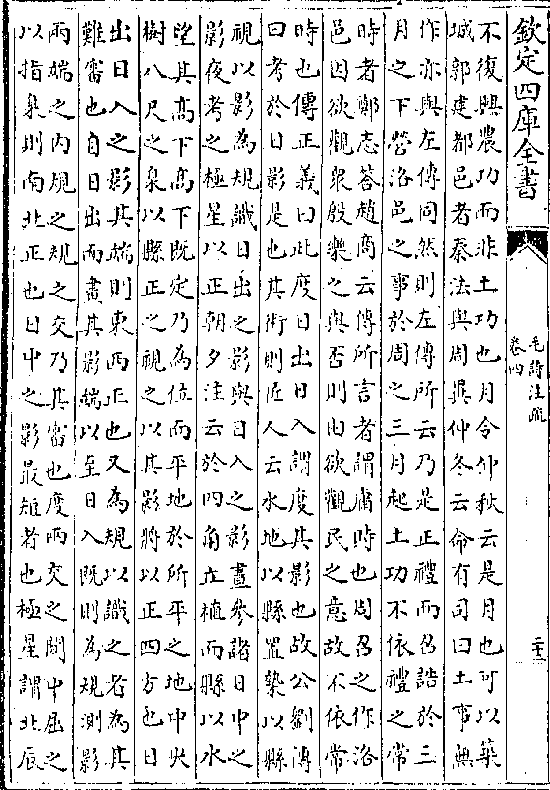 欽定四庫全書
毛詩注疏
卷四
二十二
不復興農功而非土功也月令仲秋云是月也可以築
城郭建都邑者秦法與周異仲冬云命有司曰土事無
作亦與左傳同然則左傳所云乃是正禮而召誥於三
月之下營洛邑之事於周之三月起土功不依禮之常
時者鄭志答趙商云傳所言者謂庸時也周召之作洛
邑因欲觀衆殷樂之與否則由欲觀民之意故不依常
時也傳正義曰此度日出日入謂度其影也故公劉傳
曰考於日影是也其術則匠人云水地以縣置槷以縣
視以影為規識日出之影與日入之影晝參諸日中之
影夜考之極星以正朝夕注云於四角立植而縣以水
望其高下高下既定乃為位而平地於所平之地中央
樹八尺之臬以縣正之視之以其影將以正四方也日
出日入之影其端則東西正也又為規以識之者為其
難審也自日出而畫其影端以至日入既則為規測影
兩端之内規之規之交乃其審也度兩交之間中屈之
以指臬則南北正也日中之影最短者也極星謂北辰